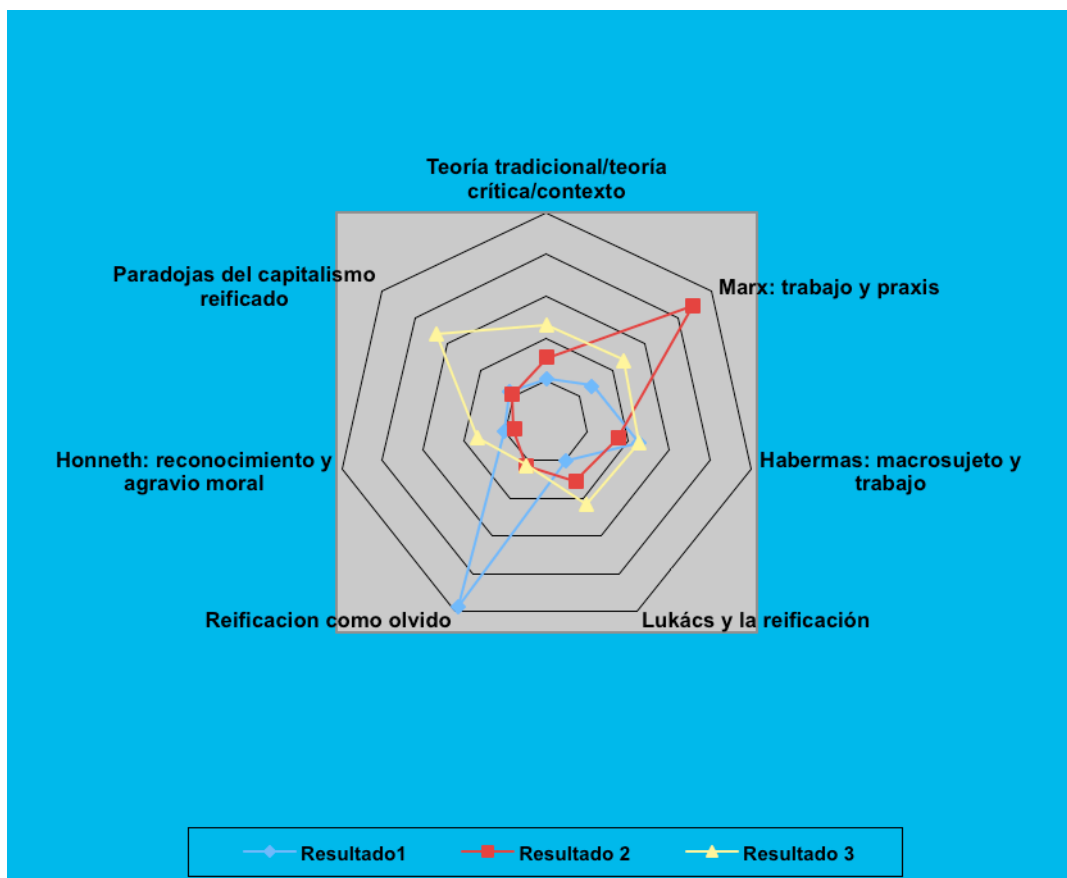 Teoría tradicional/teoría
crítica/contexto
Paradojas del capitalismo
reificado
Marx: trabajo y praxis
Honneth: reconocimiento y
agravio moral
Habermas: macrosujeto y
trabajo
Reificacion como olvido
Lukács y la reificación
Resultado1
Resultado 2
Resultado 3